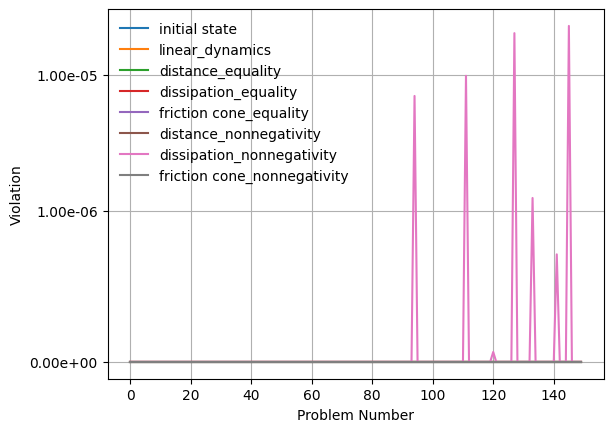 initial state
linear_dynamics
distance_equality
dissipation_equality
friction cone_equality
distance_nonnegativity
dissipation_nonnegativity
friction cone_nonnegativity
Violation
1.00e-05
1.00e-06
0.00e+00
0 20 40 60 80 100 120 140
Problem Number